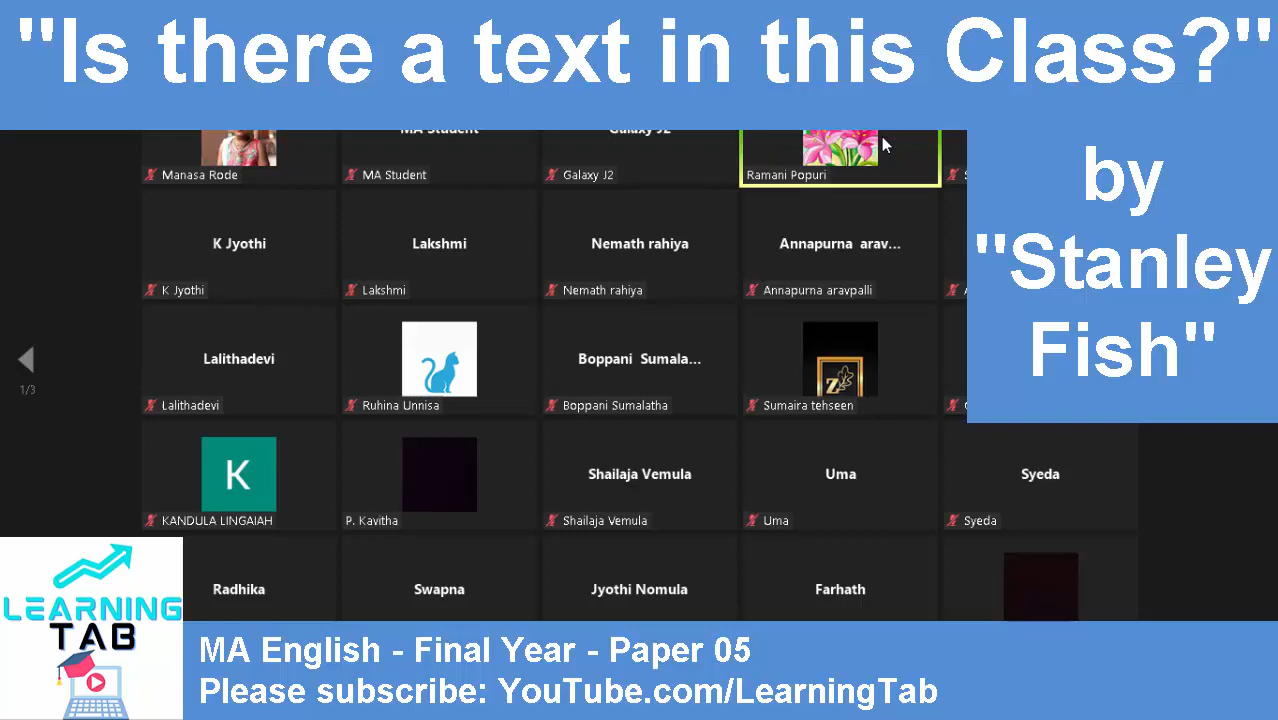 "Is there a text in this Class?"
by
"Stanley
Fish"
MA Student
Galaxy J2
Manasa Rode
MA Student
Galaxy J2
Ramani Popuri
K Jyothi
Lakshmi
Nemath rahiya
Annapurna arav...
K Jyothi
Lakshmi
Nemath rahiya
Annapurna aravpalli
1/3
Lalithadevi
Boppani Sumala...
Z
Lalithadevi
Ruhina Unnisa
Boppani Sumalatha
Sumaira tehseen
K
Shailaja Vemula
Uma
Syeda
KANDULA LINGAIAH
P. Kavitha
Shailaja Vemula
Uma
Syeda
Radhika
Swapna
Jyothi Nomula
Farhath
LEARNING
TAB
MA English - Final Year - Paper 05
Please subscribe: YouTube.com/LearningTab